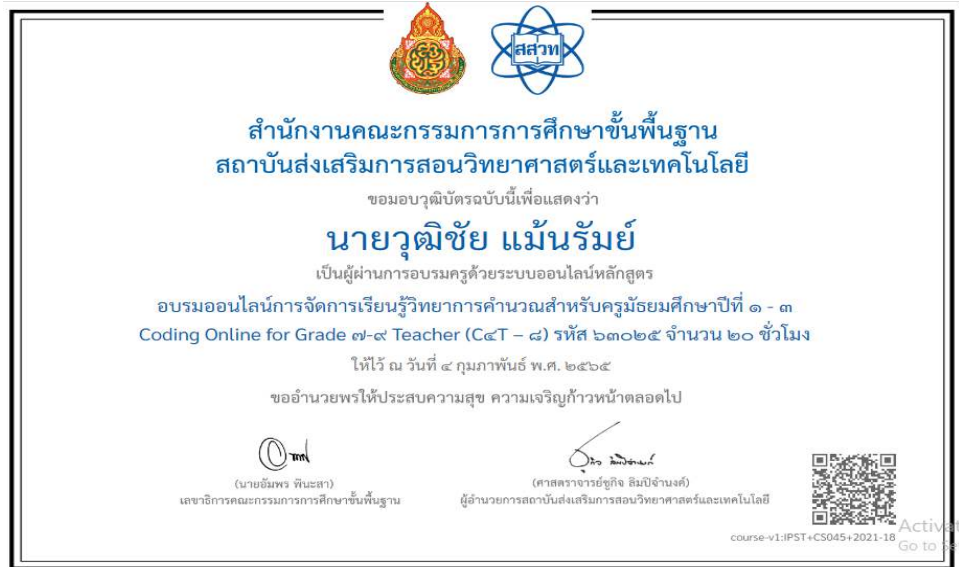 สสวท
สำนักงานคณะกรรมการการศึกษาขั้นพื้นฐาน
สถาบันส่งเสริมการสอนวิทยาศาสตร์และเทคโนโลยี
ขอมอบวุฒิบัตรฉบับนี้เพื่อแสดงว่า
นายวุฒิชัย แม้นรัมย์
เป็นผู้ผ่านการอบรมครูด้วยระบบออนไลน์หลักสูตร
อบรมออนไลน์การจัดการเรียนรู้วิทยาการคำนวณสำหรับครูมัธยมศึกษาปีที่ ๑ - ๓
Coding Online for Grade ๗-๙ Teacher (C๔T – ๘) รหัส ๖๓๐๒๕ จำนวน ๒๐ ชั่วโมง
ให้ไว้ ณ วันที่ ๔ กุมภาพันธ์ พ.ศ. ๒๕๖๕
ขออำนวยพรให้ประสบความสุข ความเจริญก้าวหน้าตลอดไป
(นายอัมพร พินะสา)
เลขาธิการคณะกรรมการการศึกษาขั้นพื้นฐาน
(ศาสตราจารย์ชูกิจ ลิมปิจำนงค์)
ผู้อำนวยการสถาบันส่งเสริมการสอนวิทยาศาสตร์และเทคโนโลยี
course-v1:IPST+CS045+2021-18
Activat
Go to Se